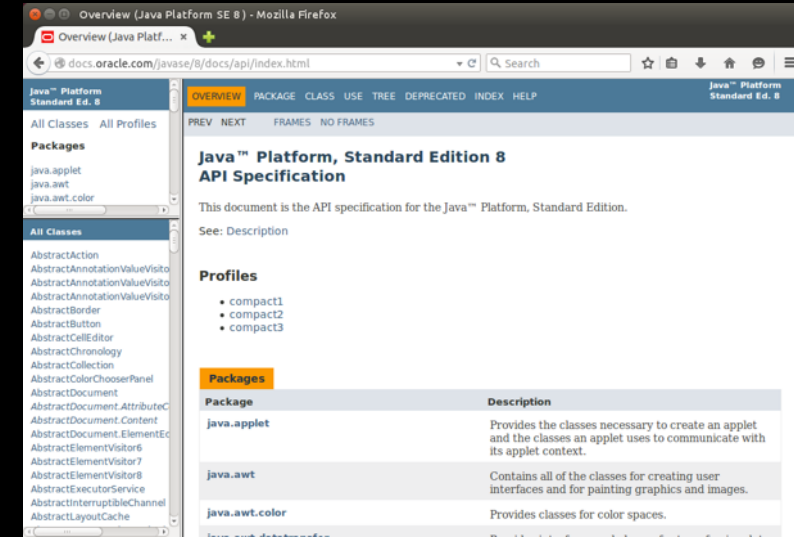 Overview (Java Platform SE 8) - Mozilla Firefox
Overview (Java Platf...
docs.oracle.com/javase/8/docs/api/index.html
Search
Java™ Platform
Standard Ed. 8
All Classes All Profiles
Packages
java.applet
java.awt
java.awt.color
All Classes
AbstractAction
AbstractAnnotationValueVisito
AbstractAnnotationValueVisito
AbstractAnnotationValueVisito
AbstractBorder
AbstractButton
AbstractCellEditor
AbstractChronology
AbstractCollection
AbstractColorChooserPanel
AbstractDocument
AbstractDocument.AttributeC
AbstractDocument.Content
AbstractDocument.ElementEd
AbstractElementVisitor6
AbstractElementVisitor7
AbstractElementVisitor8
AbstractExecutorService
AbstractInterruptibleChannel
AbstractLayoutCache
OVERVIEW PACKAGE CLASS USE TREE DEPRECATED INDEX HELP
Java™ Platform
Standard Ed. 8
PREV NEXT FRAMES NO FRAMES
Java™ Platform, Standard Edition 8
API Specification
This document is the API specification for the Java™ Platform, Standard Edition.
See: Description
Profiles
compact1
compact2
compact3
Packages
Package Description
java.applet Provides the classes necessary to create an applet
and the classes an applet uses to communicate with
its applet context.
java.awt Contains all of the classes for creating user
interfaces and for painting graphics and images.
java.awt.color Provides classes for color spaces.